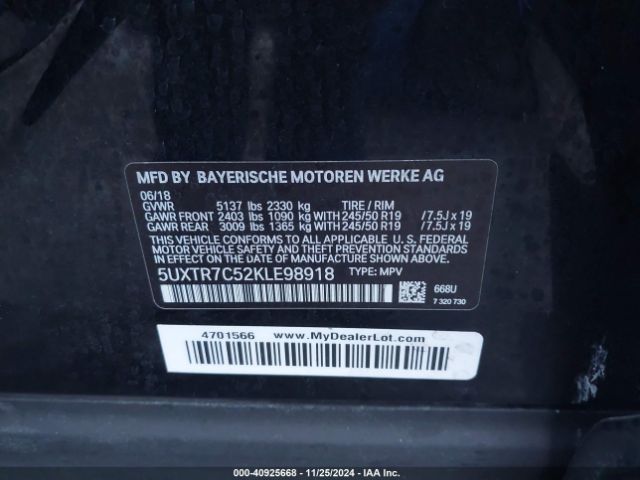 MFD BY BAYERISCHE MOTOREN WERKE AG
06/18
GVWR 5137 lbs 2330 kg TIRE / RIM
GAWR FRONT 2403 lbs 1090 kg WITH 245/50 R19 /7.5J x 19
GAWR REAR 3009 lbs 1365 kg WITH 245/50 R19 /7.5J x 19
THIS VEHICLE CONFORMS TO ALL APPLICABLE U.S. FEDERAL
MOTOR VEHICLE SAFETY, BUMPER, AND THEFT PREVENTION STANDARDS
IN EFFECT ON THE DATE OF MANUFACTURE SHOWN ABOVE.
5UXTR7C52KLE98918 TYPE: MPV
668U
7 320 730
4701566 www.MyDealerLot.com
000-40925668 - 11/25/2024 - IAA Inc.